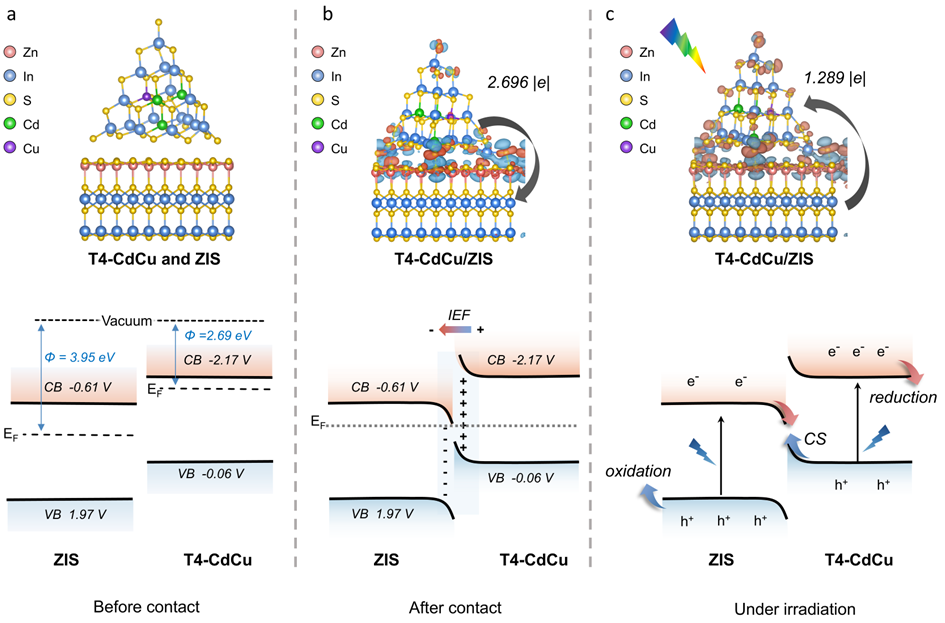 a
Zn
In
S
Cd
Cu
T4-CdCu and ZIS
Vacuum
Φ = 3.95 eV
Φ =2.69 eV
CB -0.61 V
CB -2.17 V
EF
EF
VB -0.06 V
VB 1.97 V
ZIS
T4-CdCu
Before contact
b
Zn
In
S
Cd
Cu
2.696 |e|
T4-CdCu/ZIS
IEF
- +
CB -2.17 V
CB -0.61 V
+
+
+
+
+
+
+
EF
-
-
-
-
-
-
-
VB -0.06 V
VB 1.97 V
ZIS
T4-CdCu
After contact
c
Zn
In
S
Cd
Cu
1.289 |e|
T4-CdCu/ZIS
e- e- e-
e- e-
reduction
CS
oxidation
h+ h+
h+ h+ h+
ZIS
T4-CdCu
Under irradiation